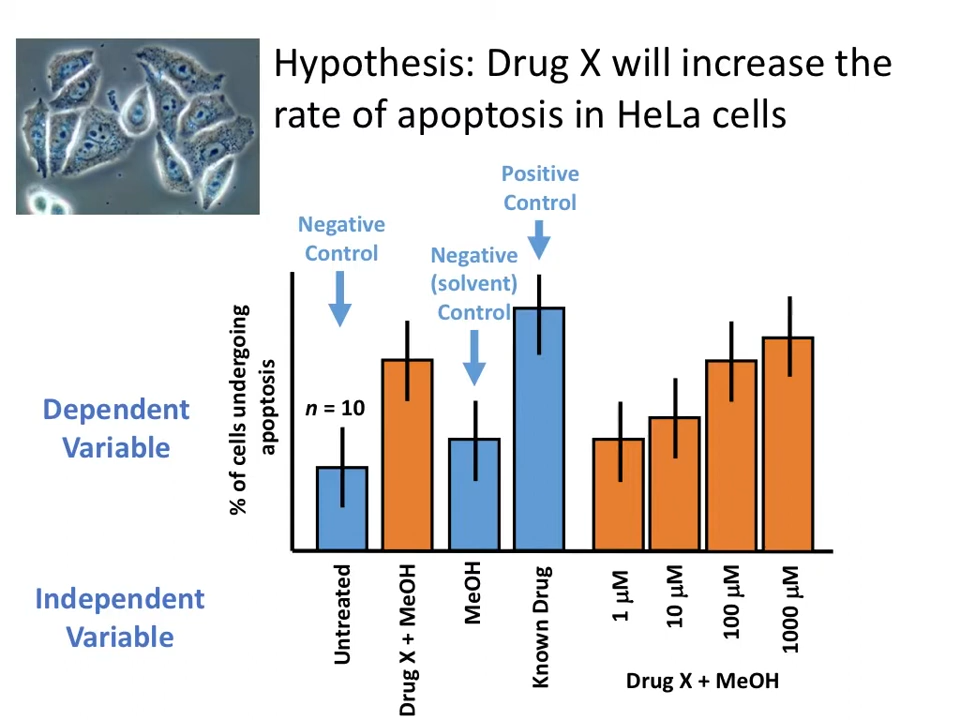 Hypothesis: Drug X will increase the
rate of apoptosis in HeLa cells
Positive
Control
Negative
Control
Negative
(solvent)
Control
% of cells undergoing
apoptosis
n = 10
Dependent
Variable
Independent
Variable
Untreated
Drug X + MeOH
MeOH
Known Drug
1 µM
10 µM
100 µM
1000 µM
Drug X + MeOH